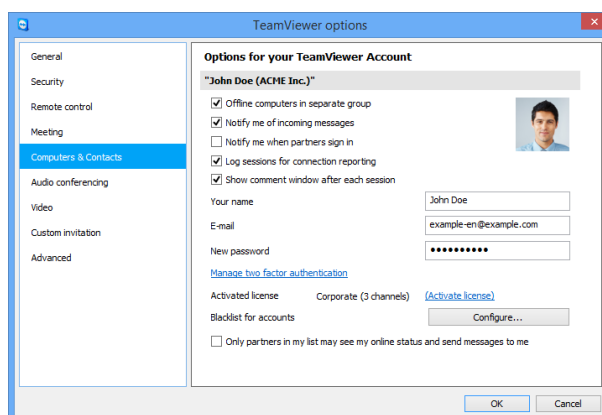 TeamViewer options
General
Security
Remote control
Meeting
Computers & Contacts
Audio conferencing
Video
Custom invitation
Advanced
Options for your TeamViewer Account
"John Doe (ACME Inc.)"
Offline computers in separate group
Notify me of incoming messages
Notify me when partners sign in
Log sessions for connection reporting
Show comment window after each session
Your name John Doe
E-mail example-en@example.com
New password ••••••••••
Manage two factor authentication
Activated license Corporate (3 channels) (Activate license)
Blacklist for accounts Configure...
Only partners in my list may see my online status and send messages to me
OK Cancel